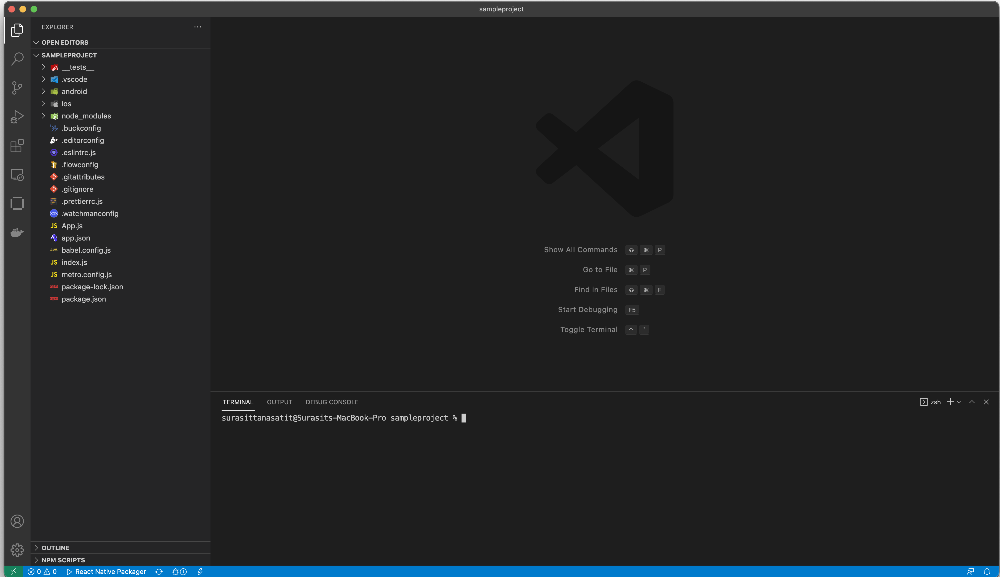 sampleproject
EXPLORER
OPEN EDITORS
SAMPLEPROJECT
__tests__
.vscode
android
ios
node_modules
.buckconfig
.editorconfig
.eslintrc.js
.flowconfig
.gitattributes
.gitignore
.prettierrc.js
.watchmanconfig
JS App.js
app.json
babel.config.js
JS index.js
JS metro.config.js
package-lock.json
package.json
OUTLINE
NPM SCRIPTS
Show All Commands ⇧ ⌘ P
Go to File ⌘ P
Find in Files ⇧ ⌘ F
Start Debugging F5
Toggle Terminal ^ `
TERMINAL OUTPUT DEBUG CONSOLE zsh
surasittanasatit@Surasits-MacBook-Pro sampleproject %
0 0 React Native Packager